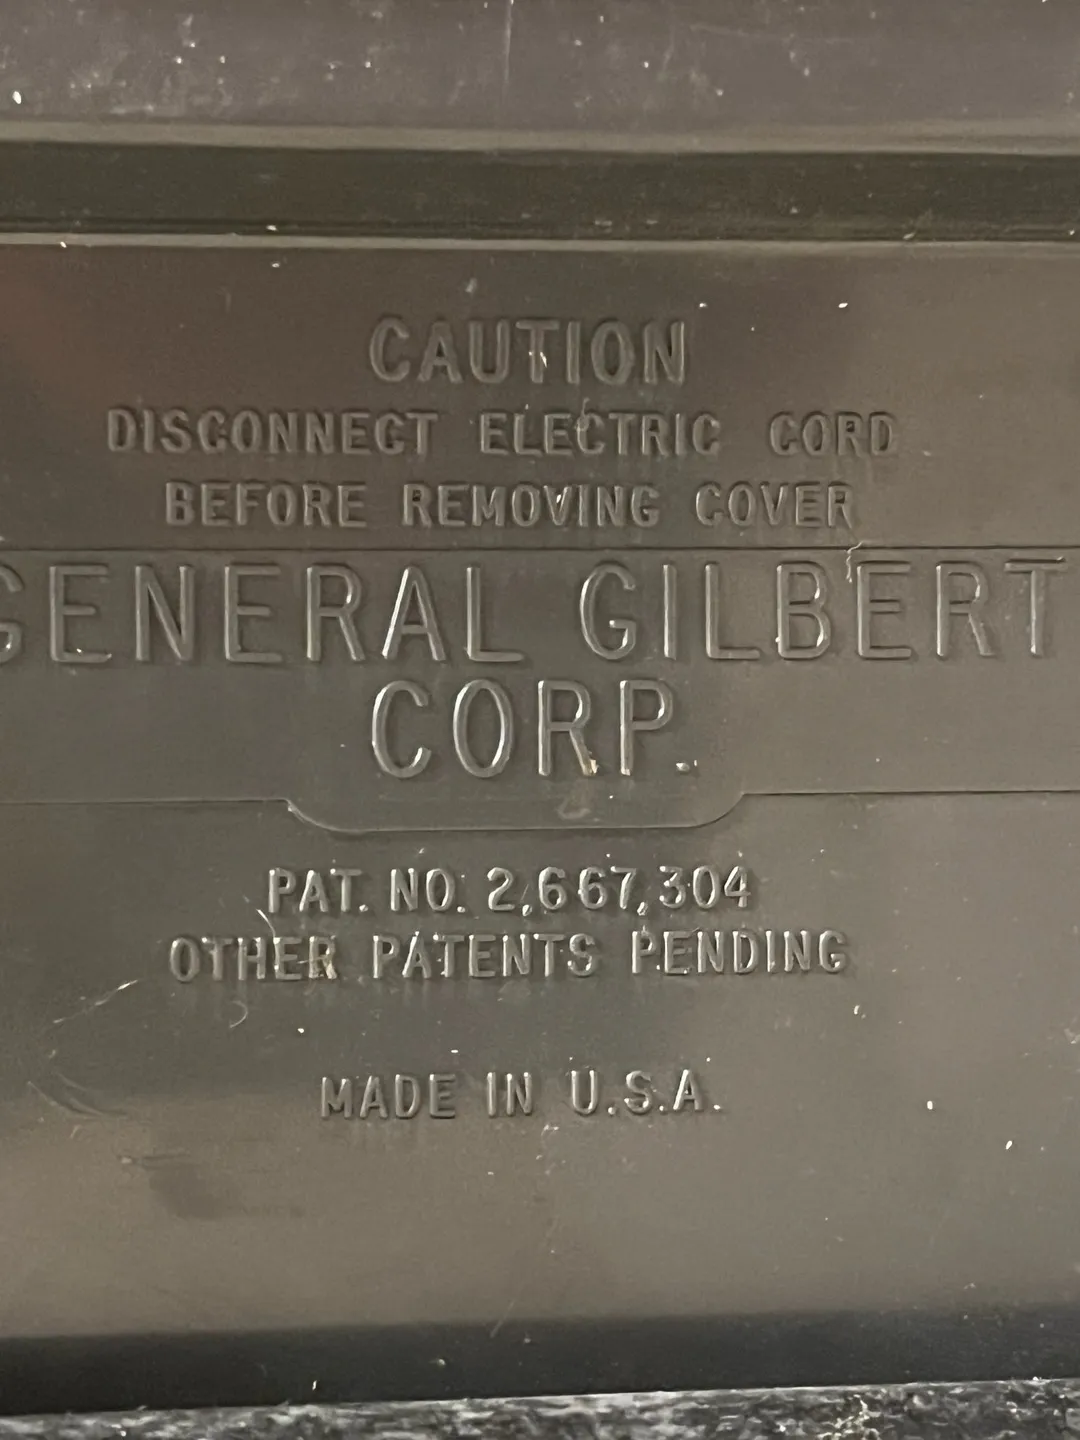 CAUTION
DISCONNECT ELECTRIC CORD
BEFORE REMOVING COVER
GENERAL GILBERT
CORP.
PAT. NO. 2,667,304
OTHER PATENTS PENDING
MADE IN U.S.A.